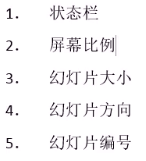 1. 状态栏
2. 屏幕比例
3. 幻灯片大小
4. 幻灯片方向
5. 幻灯片编号